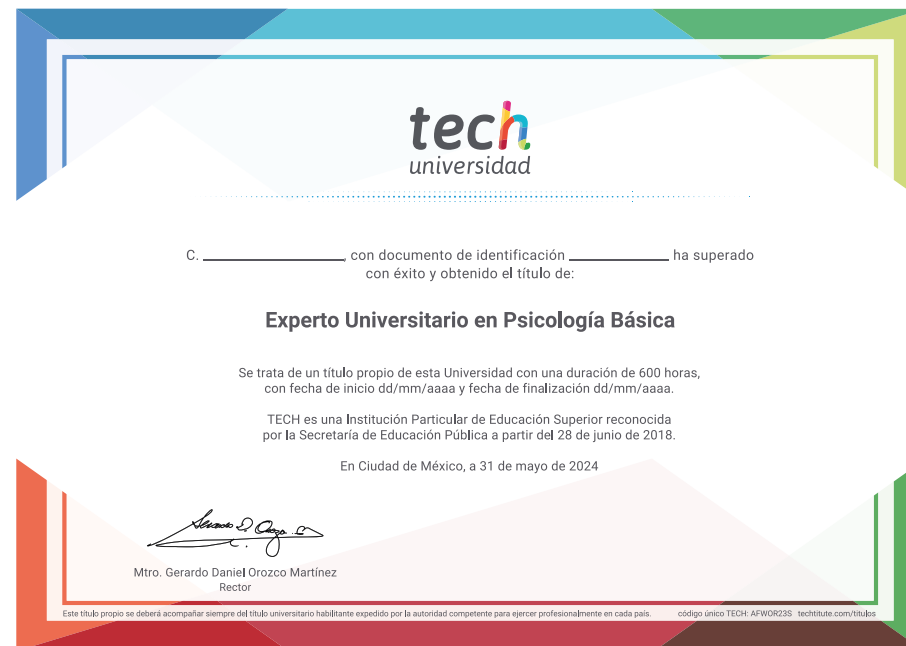 tech
universidad
C. ____________, con documento de identificación ____________ ha superado
con éxito y obtenido el título de:
Experto Universitario en Psicología Básica
Se trata de un título propio de esta Universidad con una duración de 600 horas,
con fecha de inicio dd/mm/aaaa y fecha de finalización dd/mm/aaaa.
TECH es una Institución Particular de Educación Superior reconocida
por la Secretaría de Educación Pública a partir del 28 de junio de 2018.
En Ciudad de México, a 31 de mayo de 2024
Mtro. Gerardo Daniel Orozco Martínez
Rector
Este título propio se deberá acompañar siempre del título universitario habilitante expedido por la autoridad competente para ejercer profesionalmente en cada país. código único TECH: AFWOR23S techtitute.com/titulos